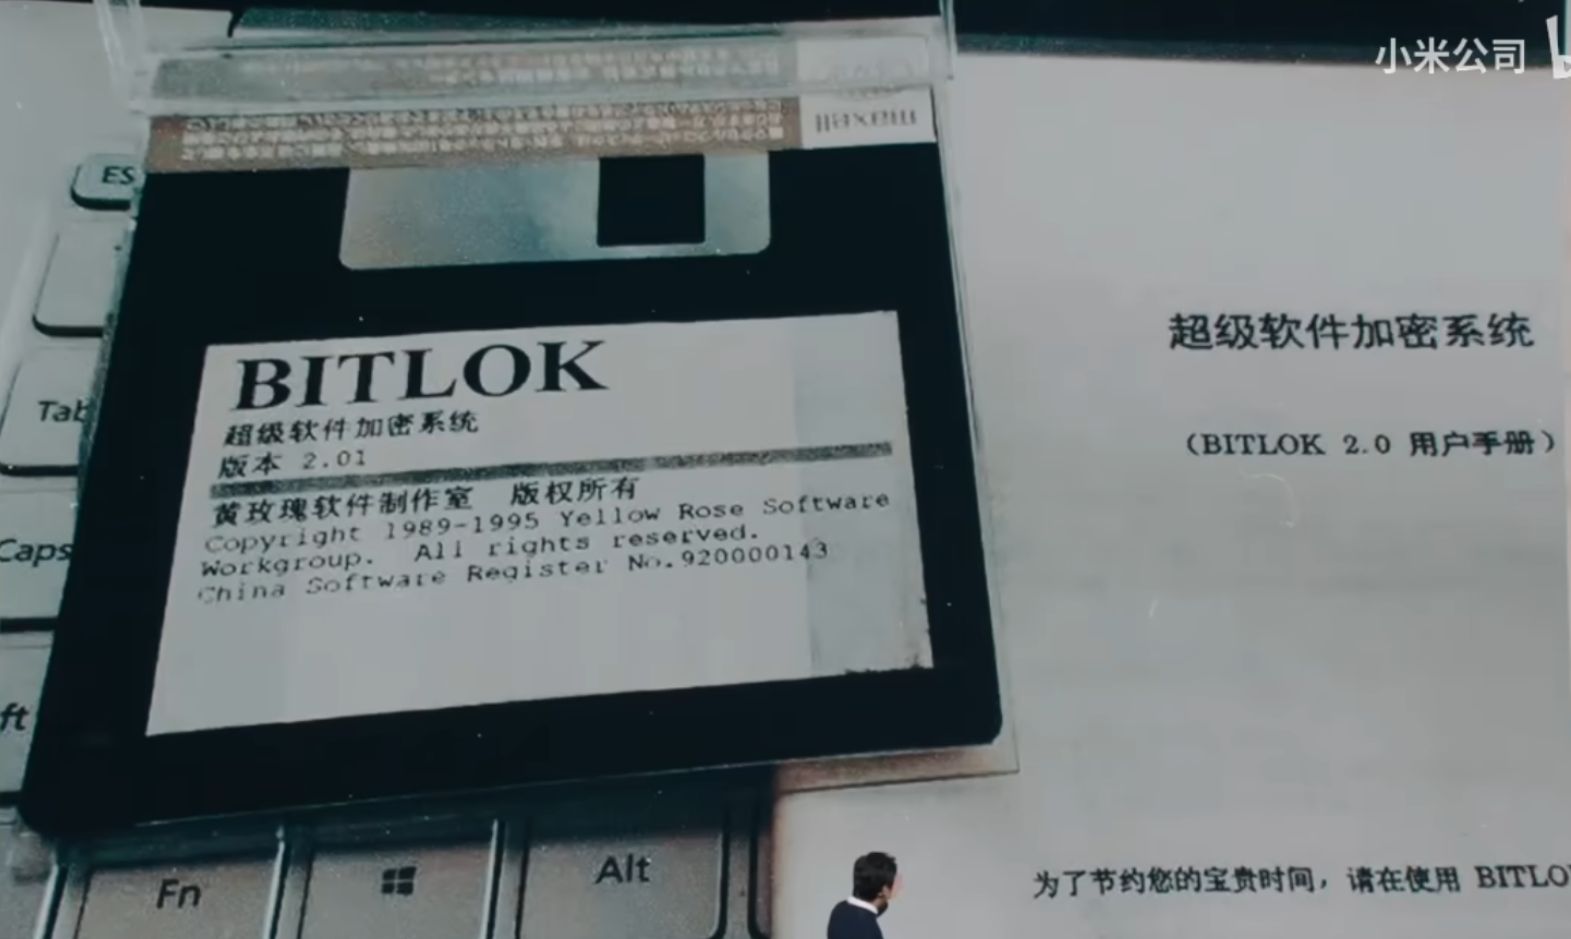 小米公司
maxell
ES
Tab
Caps
ft
Fn
Alt
BITLOK
超级软件加密系统
版本 2.01
黄玫瑰软件制作室 版权所有
Copyright 1989-1995 Yellow Rose Software
Workgroup. All rights reserved.
China Software Register No.920000143
超级软件加密系统
（BITLOK 2.0 用户手册）
为了节约您的宝贵时间，请在使用 BITLO